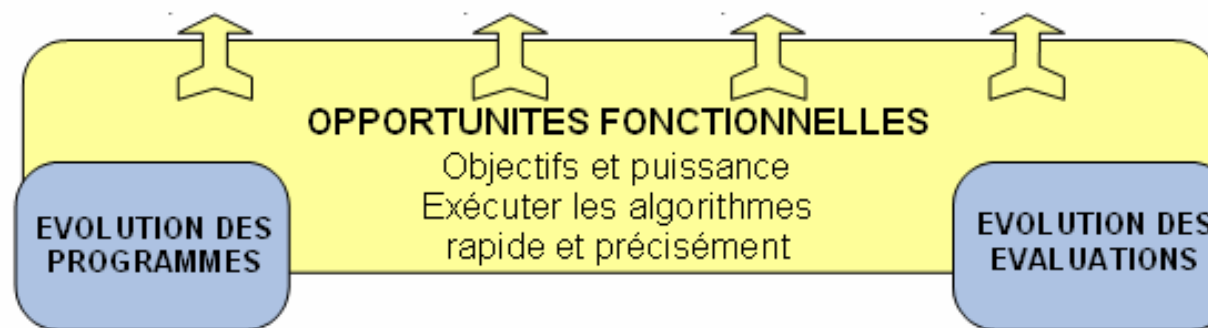 OPPORTUNITES FONCTIONNELLES
Objectifs et puissance
Exécuter les algorithmes
rapide et précisément
EVOLUTION DES
PROGRAMMES
EVOLUTION DES
EVALUATIONS